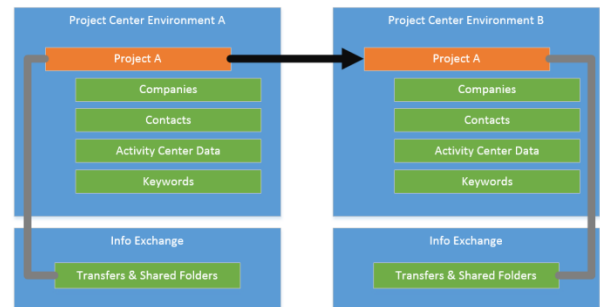 Project Center Environment A
Project A
Companies
Contacts
Activity Center Data
Keywords
Info Exchange
Transfers & Shared Folders
Project Center Environment B
Project A
Companies
Contacts
Activity Center Data
Keywords
Info Exchange
Transfers & Shared Folders